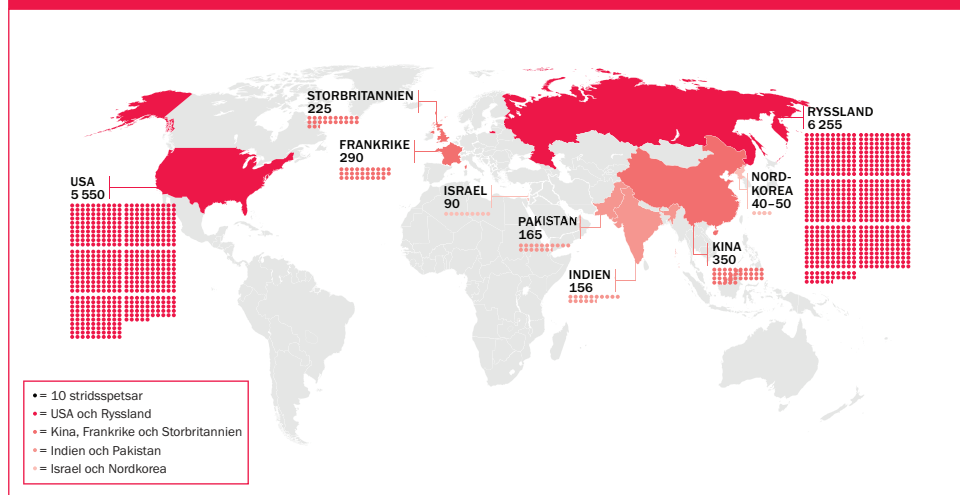 STORBRITANNIEN
225
FRANKRIKE
290
USA
5 550
ISRAEL
90
PAKISTAN
165
INDIEN
156
RYSSLAND
6 255
NORD-
KOREA
40–50
KINA
350
= 10 stridsspetsar
= USA och Ryssland
= Kina, Frankrike och Storbritannien
= Indien och Pakistan
= Israel och Nordkorea